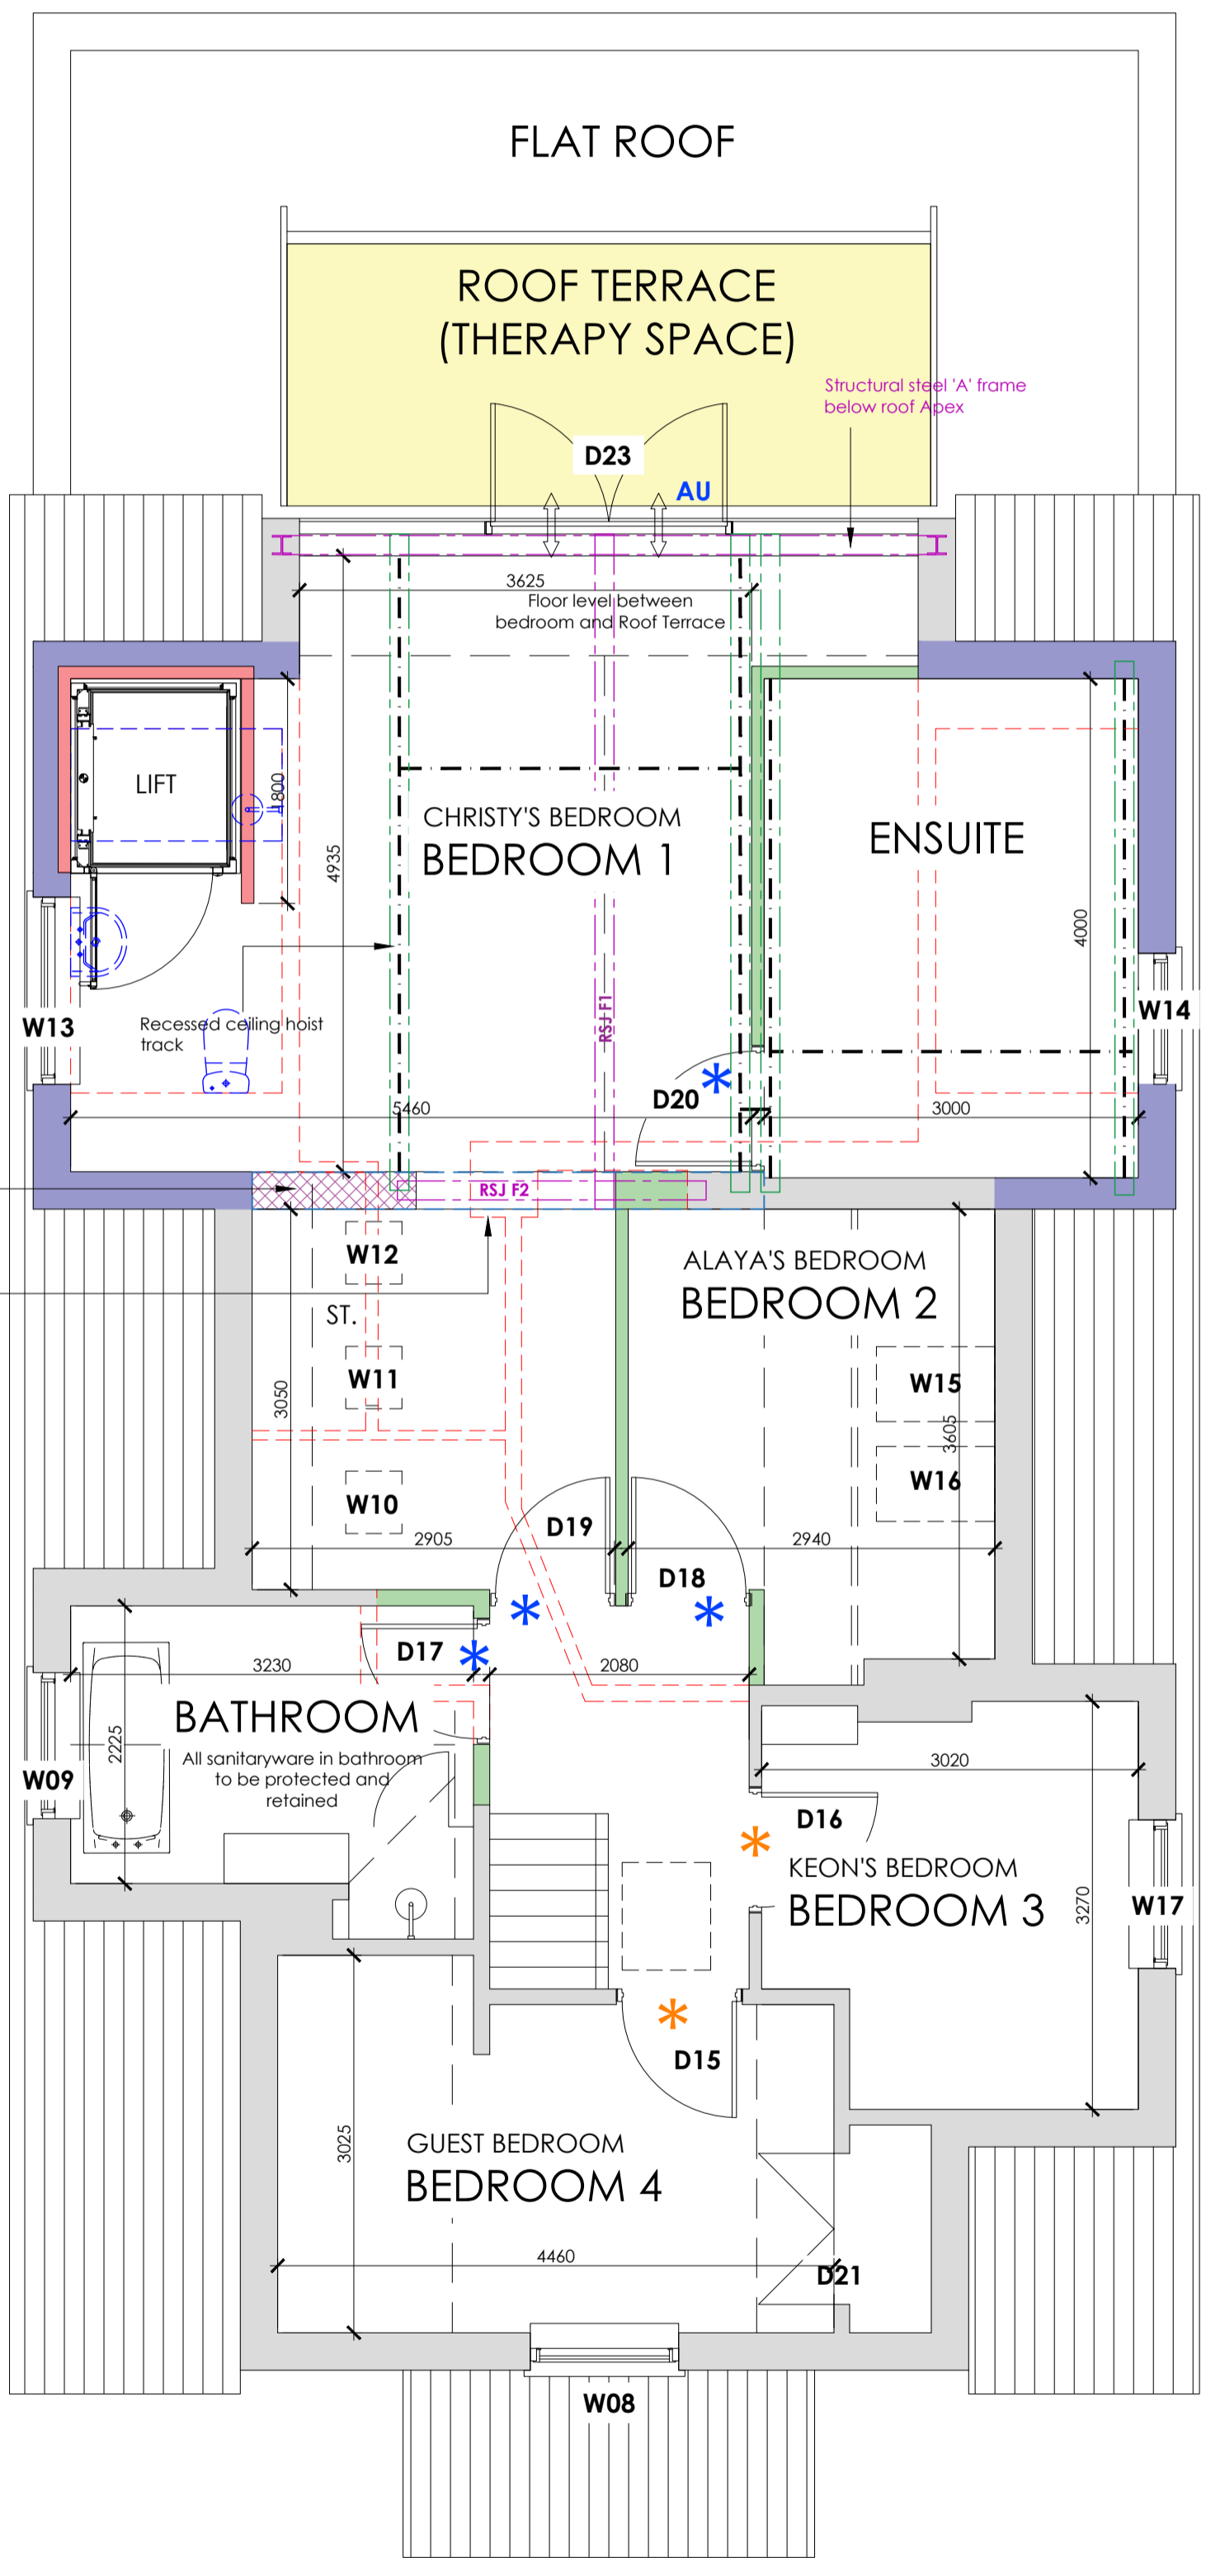 FLAT ROOF
ROOF TERRACE
(THERAPY SPACE)
Structural steel 'A' frame
below roof Apex
D23
AU
3625
Floor level between
bedroom and Roof Terrace
LIFT
1800
4935
CHRISTY'S BEDROOM
BEDROOM 1
ENSUITE
4000
W13
Recessed ceiling hoist
track
RSJ F1
W14
D20
5460
3000
RSJ F2
W12
ALAYA'S BEDROOM
BEDROOM 2
ST.
W11
3050
W15
3605
W16
W10
D19
2905
2940
D18
D17
3230
2080
BATHROOM
2225
All sanitaryware in bathroom
to be protected and
retained
W09
3020
D16
KEON'S BEDROOM
BEDROOM 3
3270
W17
D15
3025
GUEST BEDROOM
BEDROOM 4
4460
D21
W08